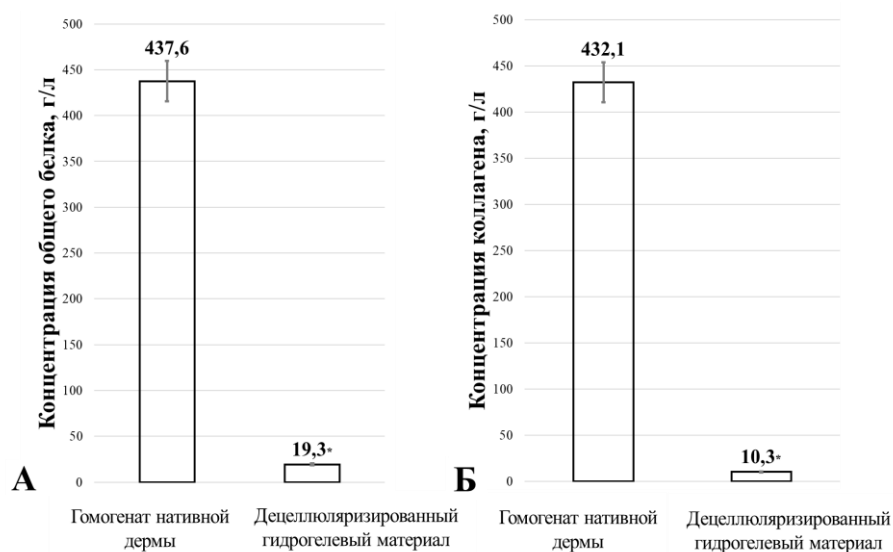 Концентрация общего белка, г/л
500
450
400
350
300
250
200
150
100
50
0
437,6
19,3*
А
Гомогенат нативной
дермы
Децеллюляризированный
гидрогелевый материал
Концентрация коллагена, г/л
500
450
400
350
300
250
200
150
100
50
0
432,1
10,3*
Б
Гомогенат нативной
дермы
Децеллюляризированный
гидрогелевый материал